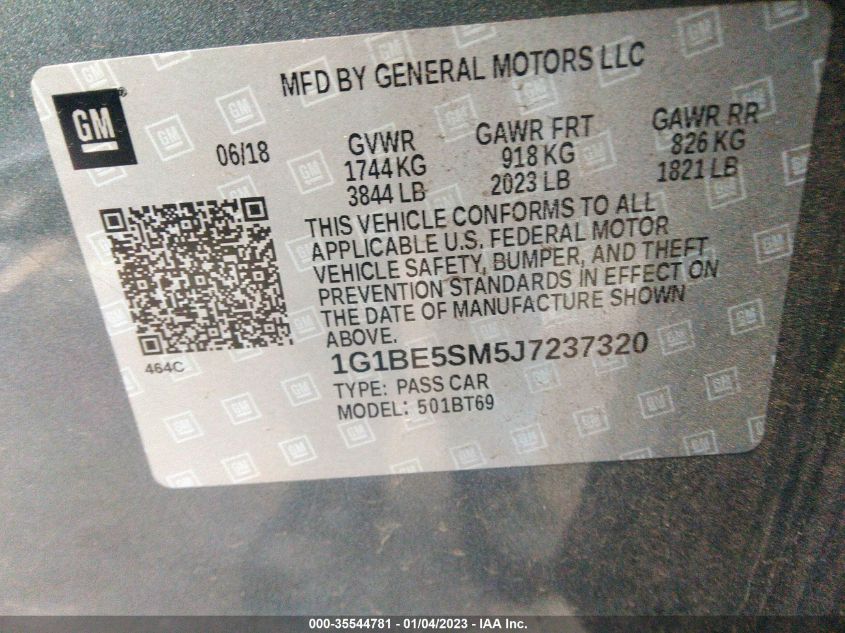 MFD BY GENERAL MOTORS LLC
GM ®
06/18
GVWR GAWR FRT GAWR RR
1744 KG 918 KG 826 KG
3844 LB 2023 LB 1821 LB
THIS VEHICLE CONFORMS TO ALL
APPLICABLE U.S. FEDERAL MOTOR
VEHICLE SAFETY, BUMPER, AND THEFT
PREVENTION STANDARDS IN EFFECT ON
THE DATE OF MANUFACTURE SHOWN
ABOVE.
464C
1G1BE5SM5J7237320
TYPE: PASS CAR
MODEL: 501BT69
000-35544781 - 01/04/2023 - IAA Inc.